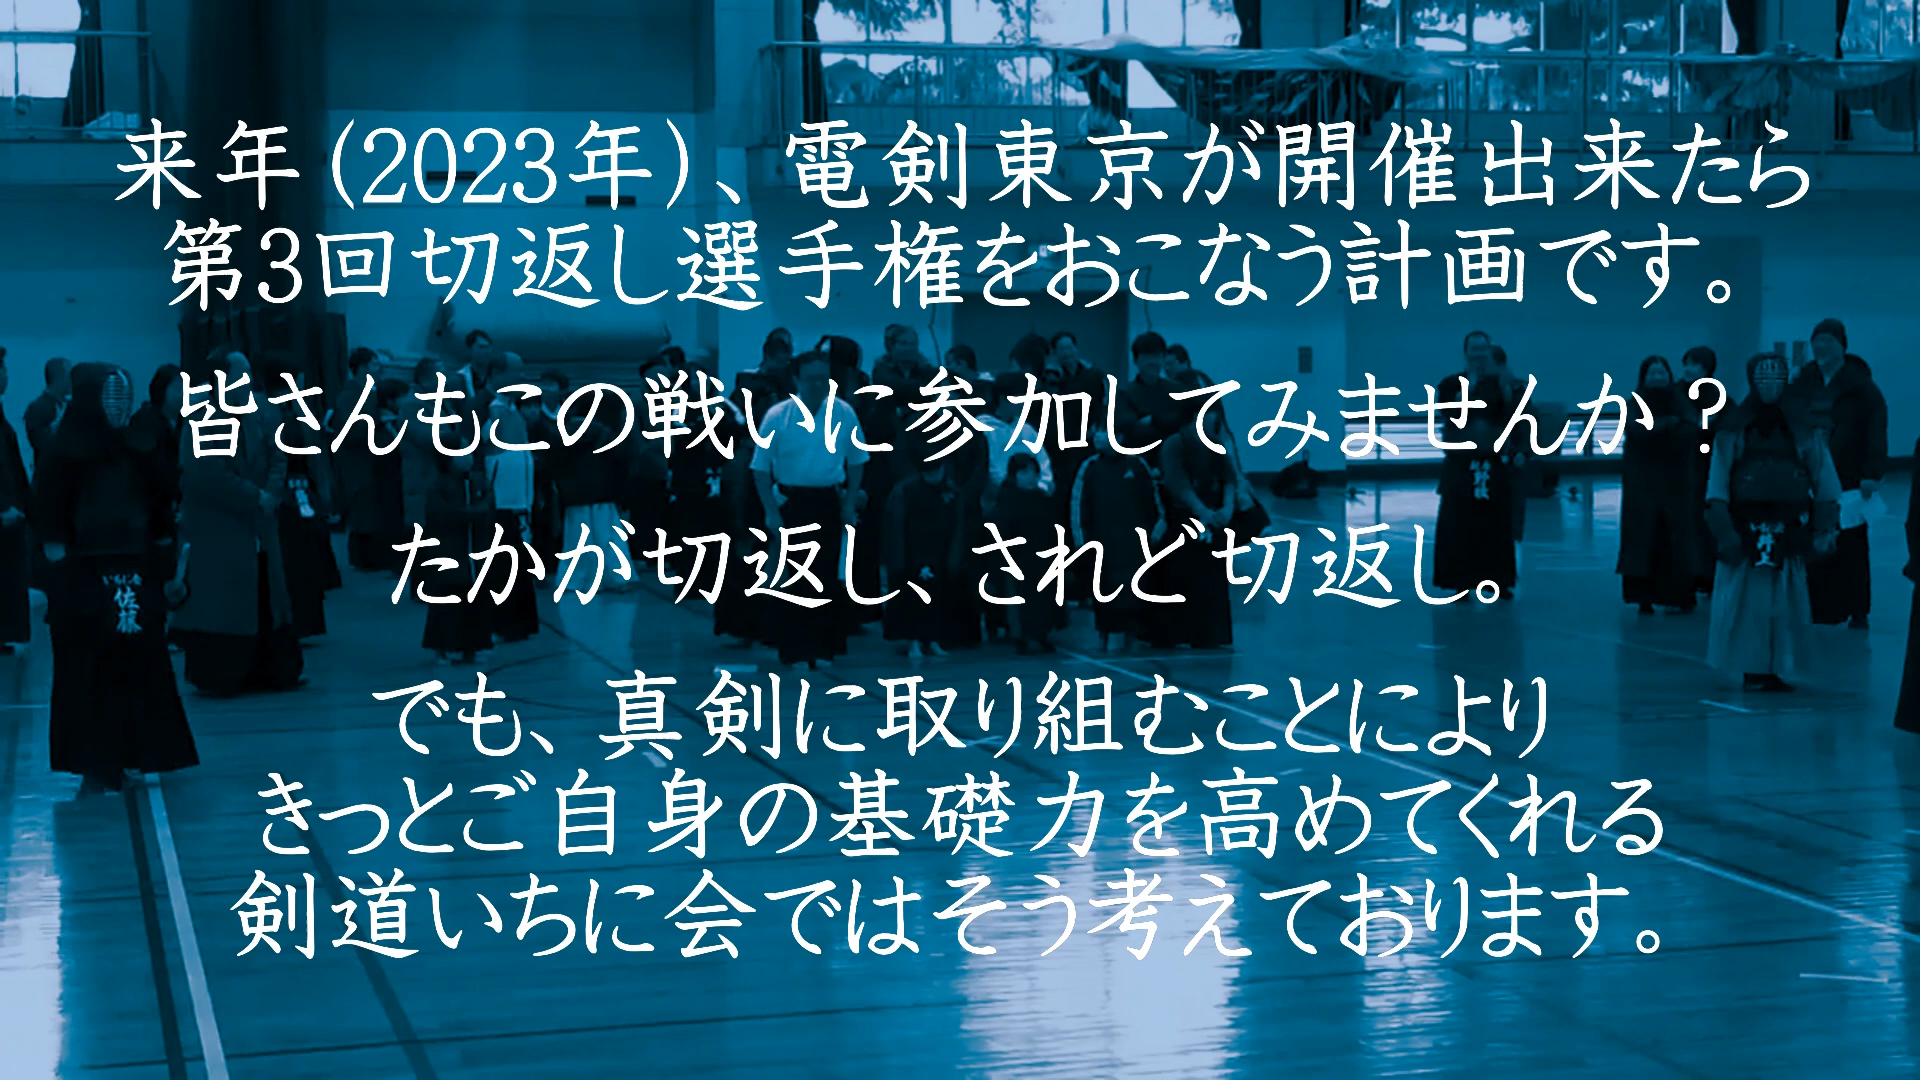 来年(2023年)、電剣東京が開催出来たら
第3回切返し選手権をおこなう計画です。
皆さんもこの戦いに参加してみませんか？
たかが切返し、されど切返し。
でも、真剣に取り組むことにより
きっとご自身の基礎力を高めてくれる
剣道いちに会ではそう考えております。
佐藤